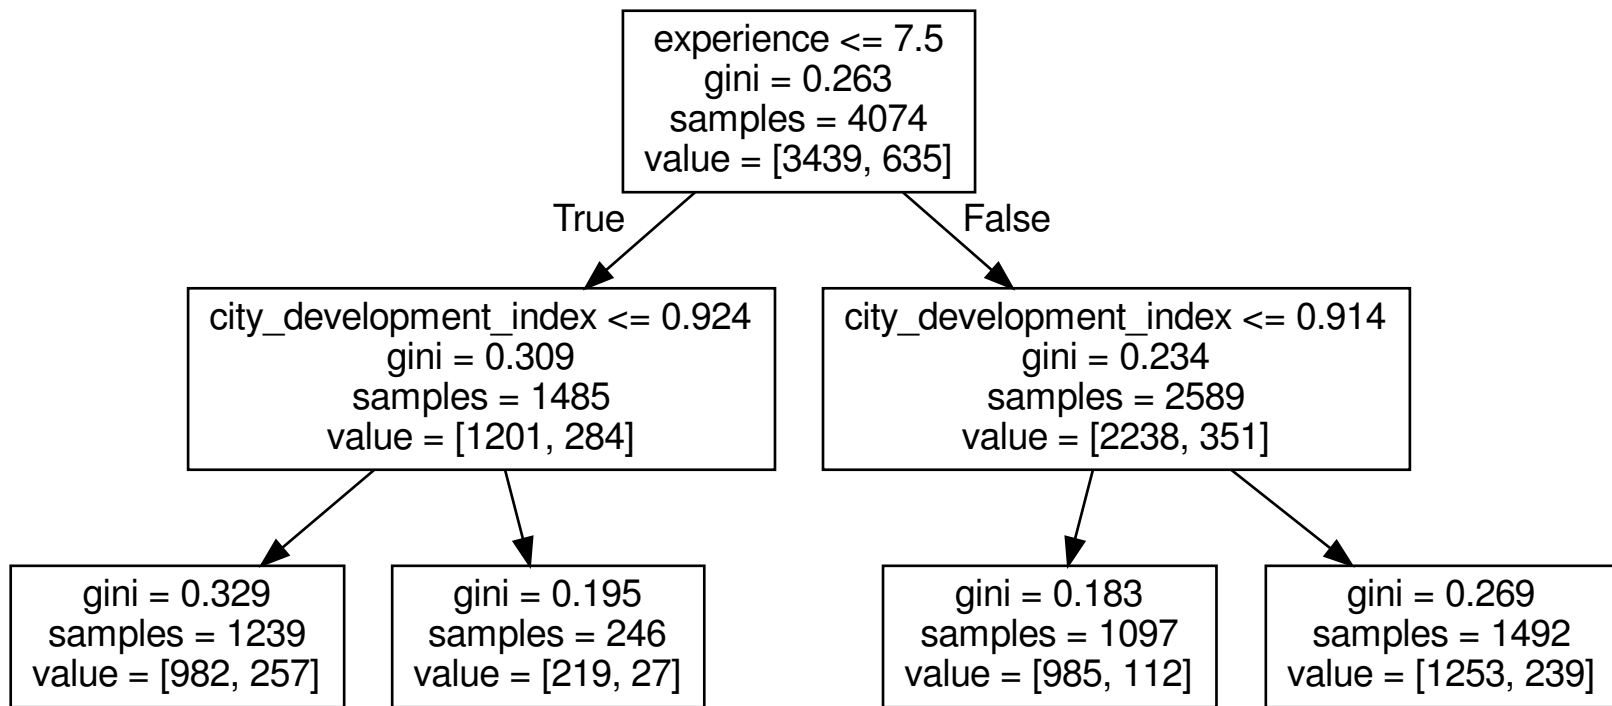 experience <= 7.5
gini = 0.263
samples = 4074
value = [3439, 635]
True
False
city_development_index <= 0.924
gini = 0.309
samples = 1485
value = [1201, 284]
city_development_index <= 0.914
gini = 0.234
samples = 2589
value = [2238, 351]
gini = 0.329
samples = 1239
value = [982, 257]
gini = 0.195
samples = 246
value = [219, 27]
gini = 0.183
samples = 1097
value = [985, 112]
gini = 0.269
samples = 1492
value = [1253, 239]